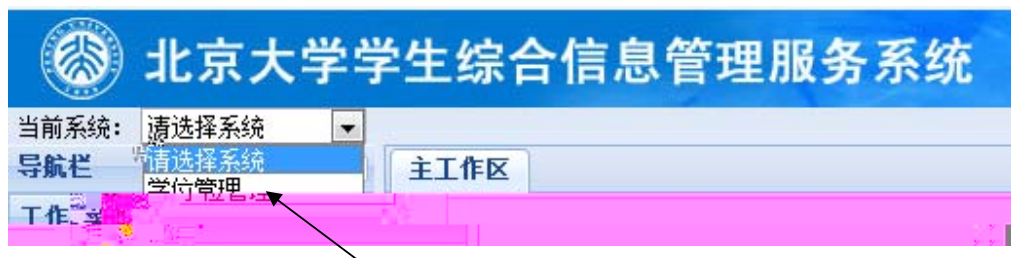 北京大学学生综合信息管理服务系统
当前系统： 请选择系统
导航栏 请选择系统 主工作区
学位管理
工作